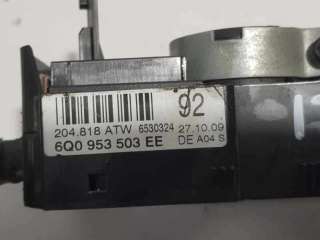 92
204.818 ATW 6530324 27.10.09
6Q0 953 503 EE DE A04 S